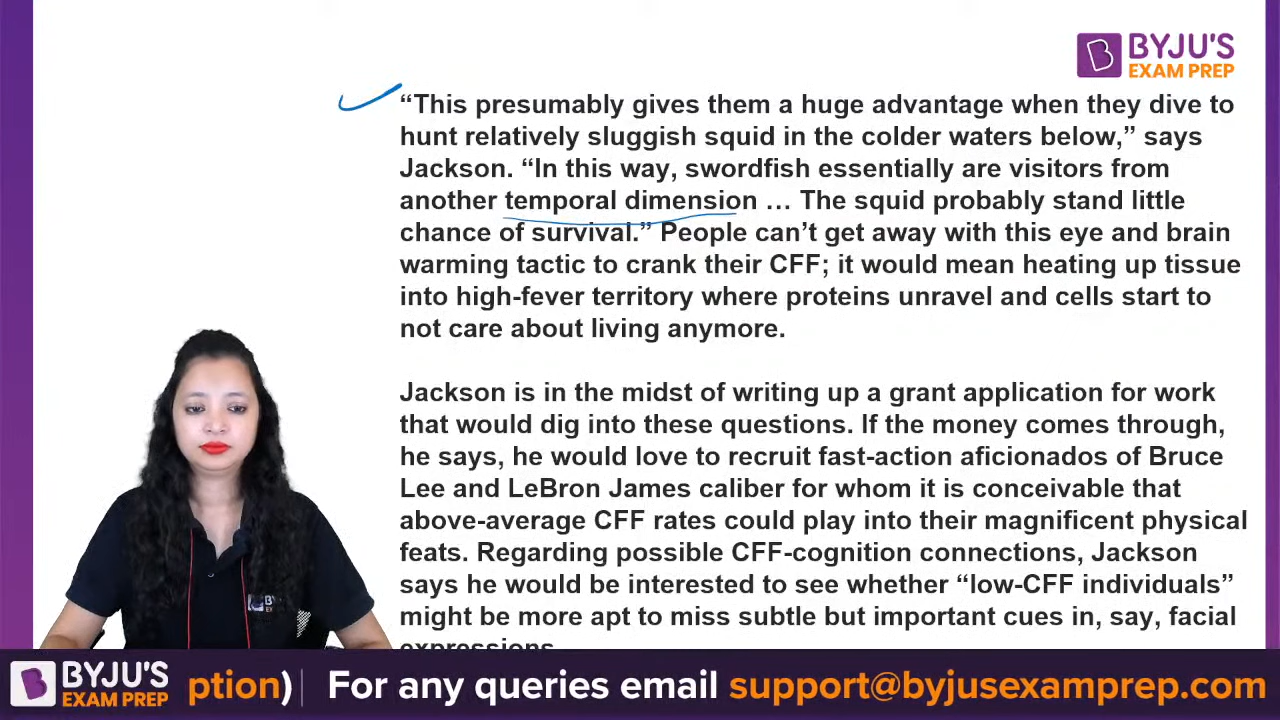 BYJU'S
EXAM PREP
“This presumably gives them a huge advantage when they dive to
hunt relatively sluggish squid in the colder waters below,” says
Jackson. “In this way, swordfish essentially are visitors from
another temporal dimension … The squid probably stand little
chance of survival.” People can’t get away with this eye and brain
warming tactic to crank their CFF; it would mean heating up tissue
into high-fever territory where proteins unravel and cells start to
not care about living anymore.
Jackson is in the midst of writing up a grant application for work
that would dig into these questions. If the money comes through,
he says, he would love to recruit fast-action aficionados of Bruce
Lee and LeBron James caliber for whom it is conceivable that
above-average CFF rates could play into their magnificent physical
feats. Regarding possible CFF-cognition connections, Jackson
says he would be interested to see whether “low-CFF individuals”
might be more apt to miss subtle but important cues in, say, facial
expressions.
BYJU'S
EXAM PREP
ption) | For any queries email support@byjusexamprep.com